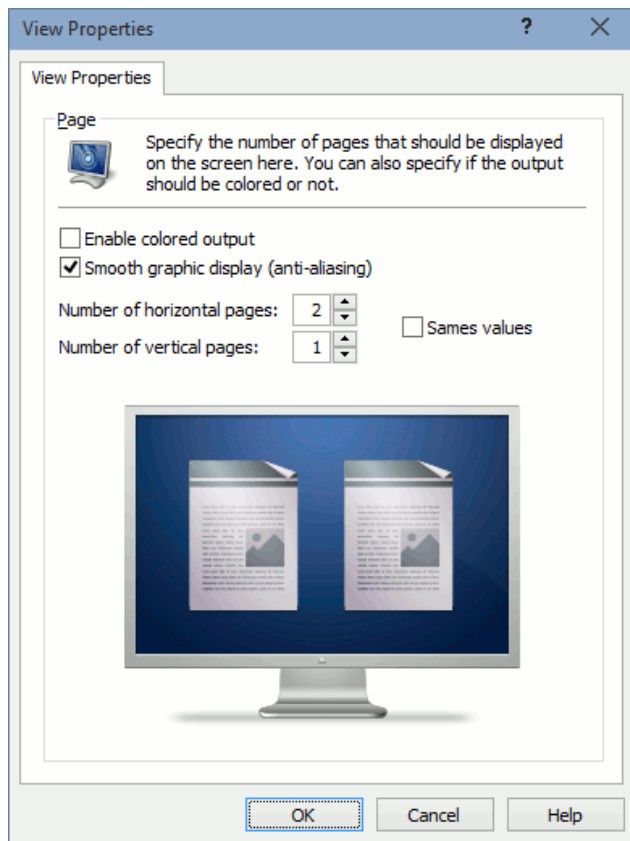 View Properties
?
View Properties
Page
Specify the number of pages that should be displayed
on the screen here. You can also specify if the output
should be colored or not.
Enable colored output
Smooth graphic display (anti-aliasing)
Number of horizontal pages: 2
Sames values
Number of vertical pages: 1
OK Cancel Help